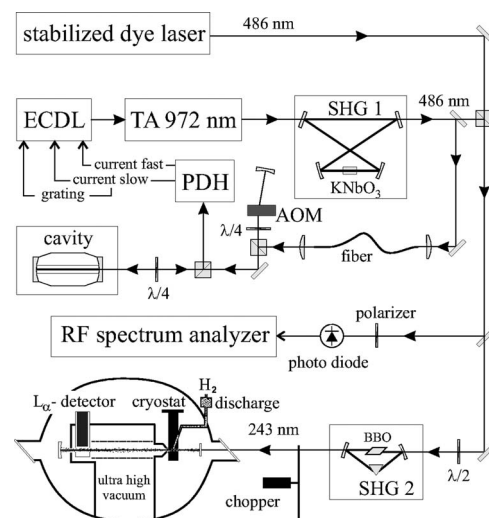 486 nm
stabilized dye laser
SHG 1
486 nm
ECDL
TA 972 nm
KNbO3
current fast
current slow
grating
PDH
AOM
λ/4
cavity
λ/4
fiber
polarizer
RF spectrum analyzer
photo diode
H2
Lα- detector
cryostat
discharge
243 nm
BBO
λ/2
ultra high
vacuum
chopper
SHG 2